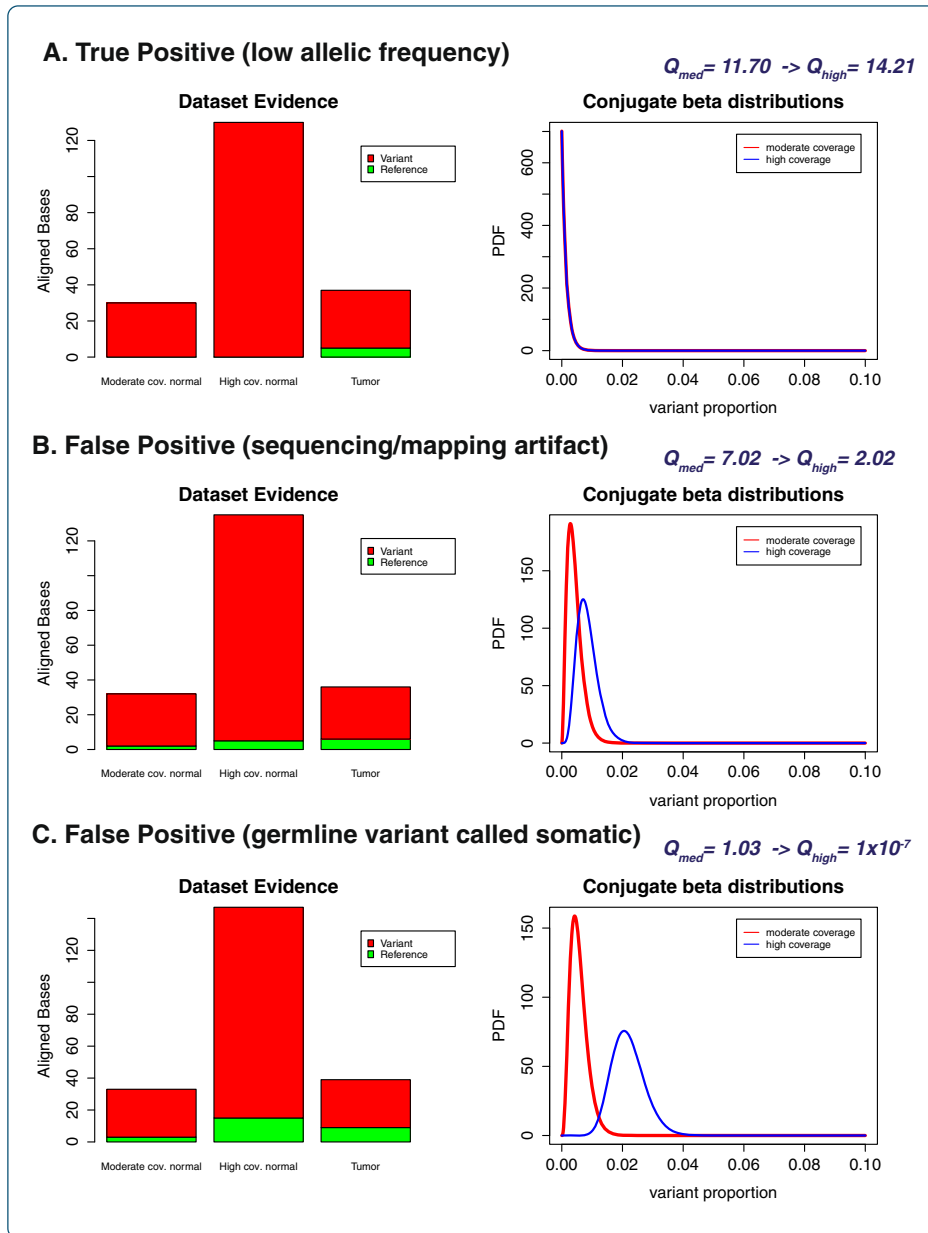 A. True Positive (low allelic frequency)
Qmed= 11.70 -> Qhigh= 14.21
Dataset Evidence
Aligned Bases
0 20 40 60 80 120
Variant
Reference
Moderate cov. normal High cov. normal Tumor
Conjugate beta distributions
PDF
0 200 400 600
moderate coverage
high coverage
0.00 0.02 0.04 0.06 0.08 0.10
variant proportion
B. False Positive (sequencing/mapping artifact)
Qmed= 7.02 -> Qhigh= 2.02
Dataset Evidence
Aligned Bases
0 20 40 60 80 120
Variant
Reference
Moderate cov. normal High cov. normal Tumor
Conjugate beta distributions
PDF
0 50 100 150
moderate coverage
high coverage
0.00 0.02 0.04 0.06 0.08 0.10
variant proportion
C. False Positive (germline variant called somatic)
Qmed= 1.03 -> Qhigh= 1x10-7
Dataset Evidence
Aligned Bases
0 20 40 60 80 120
Variant
Reference
Moderate cov. normal High cov. normal Tumor
Conjugate beta distributions
PDF
0 50 100 150
moderate coverage
high coverage
0.00 0.02 0.04 0.06 0.08 0.10
variant proportion